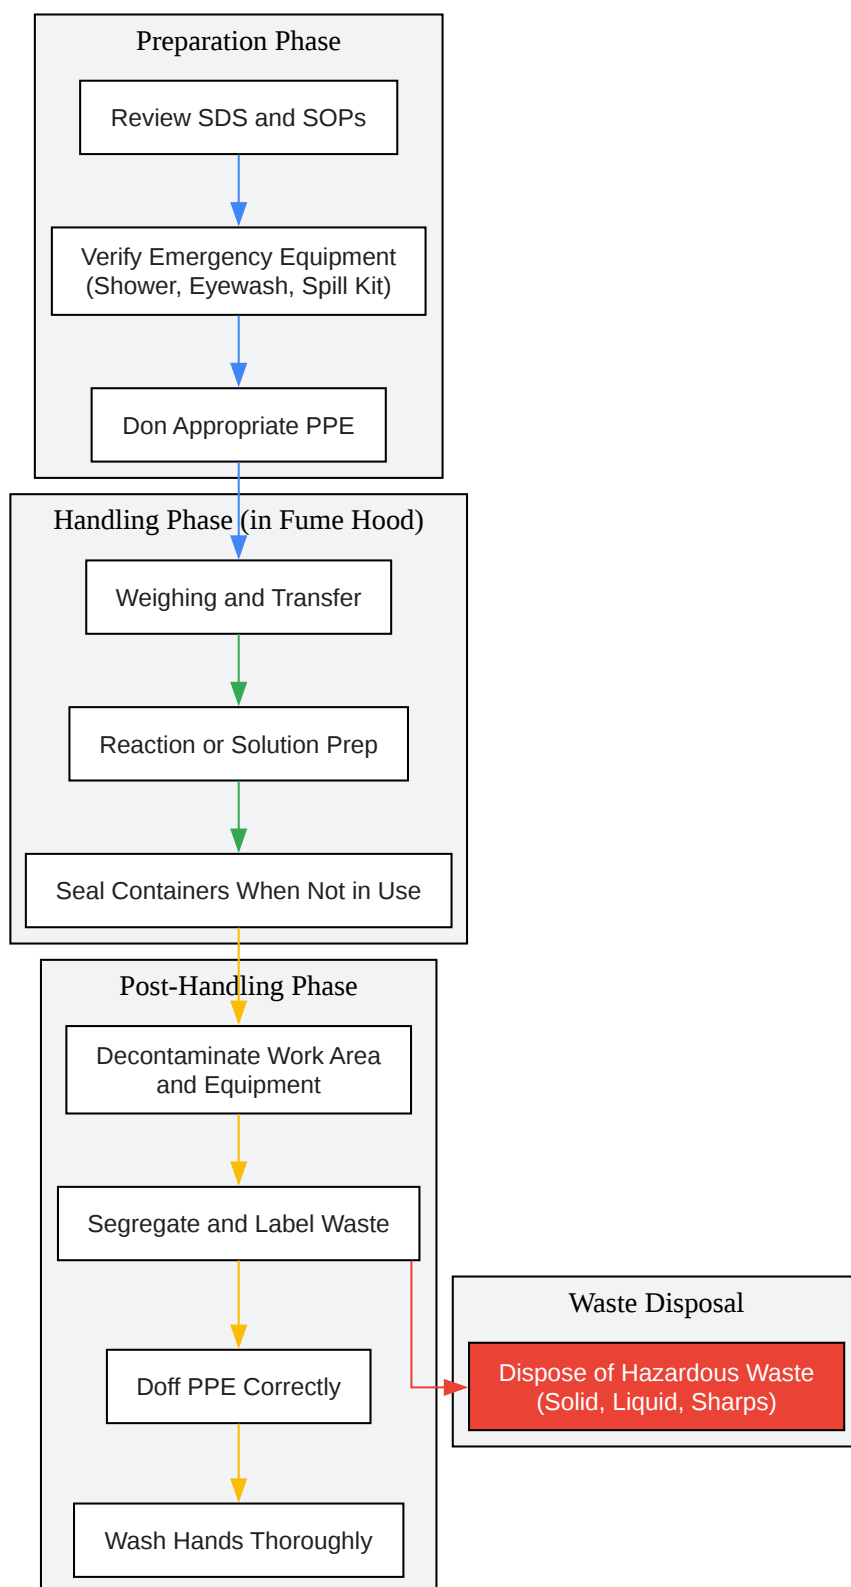 Preparation Phase
Review SDS and SOPs
Verify Emergency Equipment
(Shower, Eyewash, Spill Kit)
Don Appropriate PPE
Handling Phase (in Fume Hood)
Weighing and Transfer
Reaction or Solution Prep
Seal Containers When Not in Use
Post-Handling Phase
Decontaminate Work Area
and Equipment
Segregate and Label Waste
Waste Disposal
Dispose of Hazardous Waste
(Solid, Liquid, Sharps)
Doff PPE Correctly
Wash Hands Thoroughly